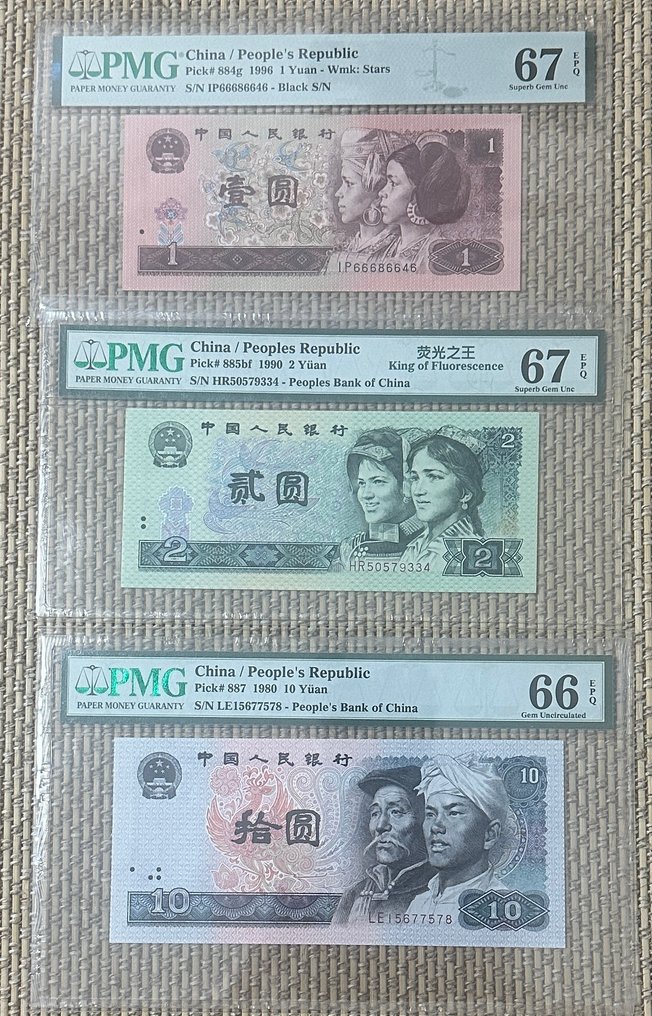 PMG
PAPER MONEY GUARANTY
China / People's Republic
Pick# 884g 1996 1 Yuan - Wmk: Stars
S/N IP66686646 - Black S/N
67
EPQ
Superb Gem Unc
中国人民银行
1
壹圆
1
IP66686646
1
PMG
PAPER MONEY GUARANTY
China / Peoples Republic
Pick# 885bf 1990 2 Yüan
S/N HR50579334 - Peoples Bank of China
荧光之王
King of Fluorescence
67
EPQ
Superb Gem Unc
中国人民银行
2
贰圆
2
HR50579334
2
PMG
PAPER MONEY GUARANTY
China / People's Republic
Pick# 887 1980 10 Yüan
S/N LE15677578 - People's Bank of China
66
EPQ
Gem Uncirculated
中国人民银行
10
拾圆
10
LE15677578
10